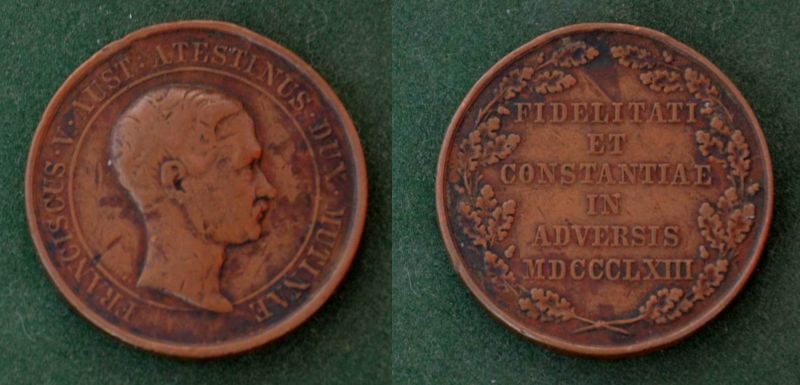 FRANCISCUS · V · AUST: ATESTINUS · DUX · MUTINAE
FIDELITATI
ET
CONSTANTIAE
IN
ADVERSIS
MDCCCLXIII